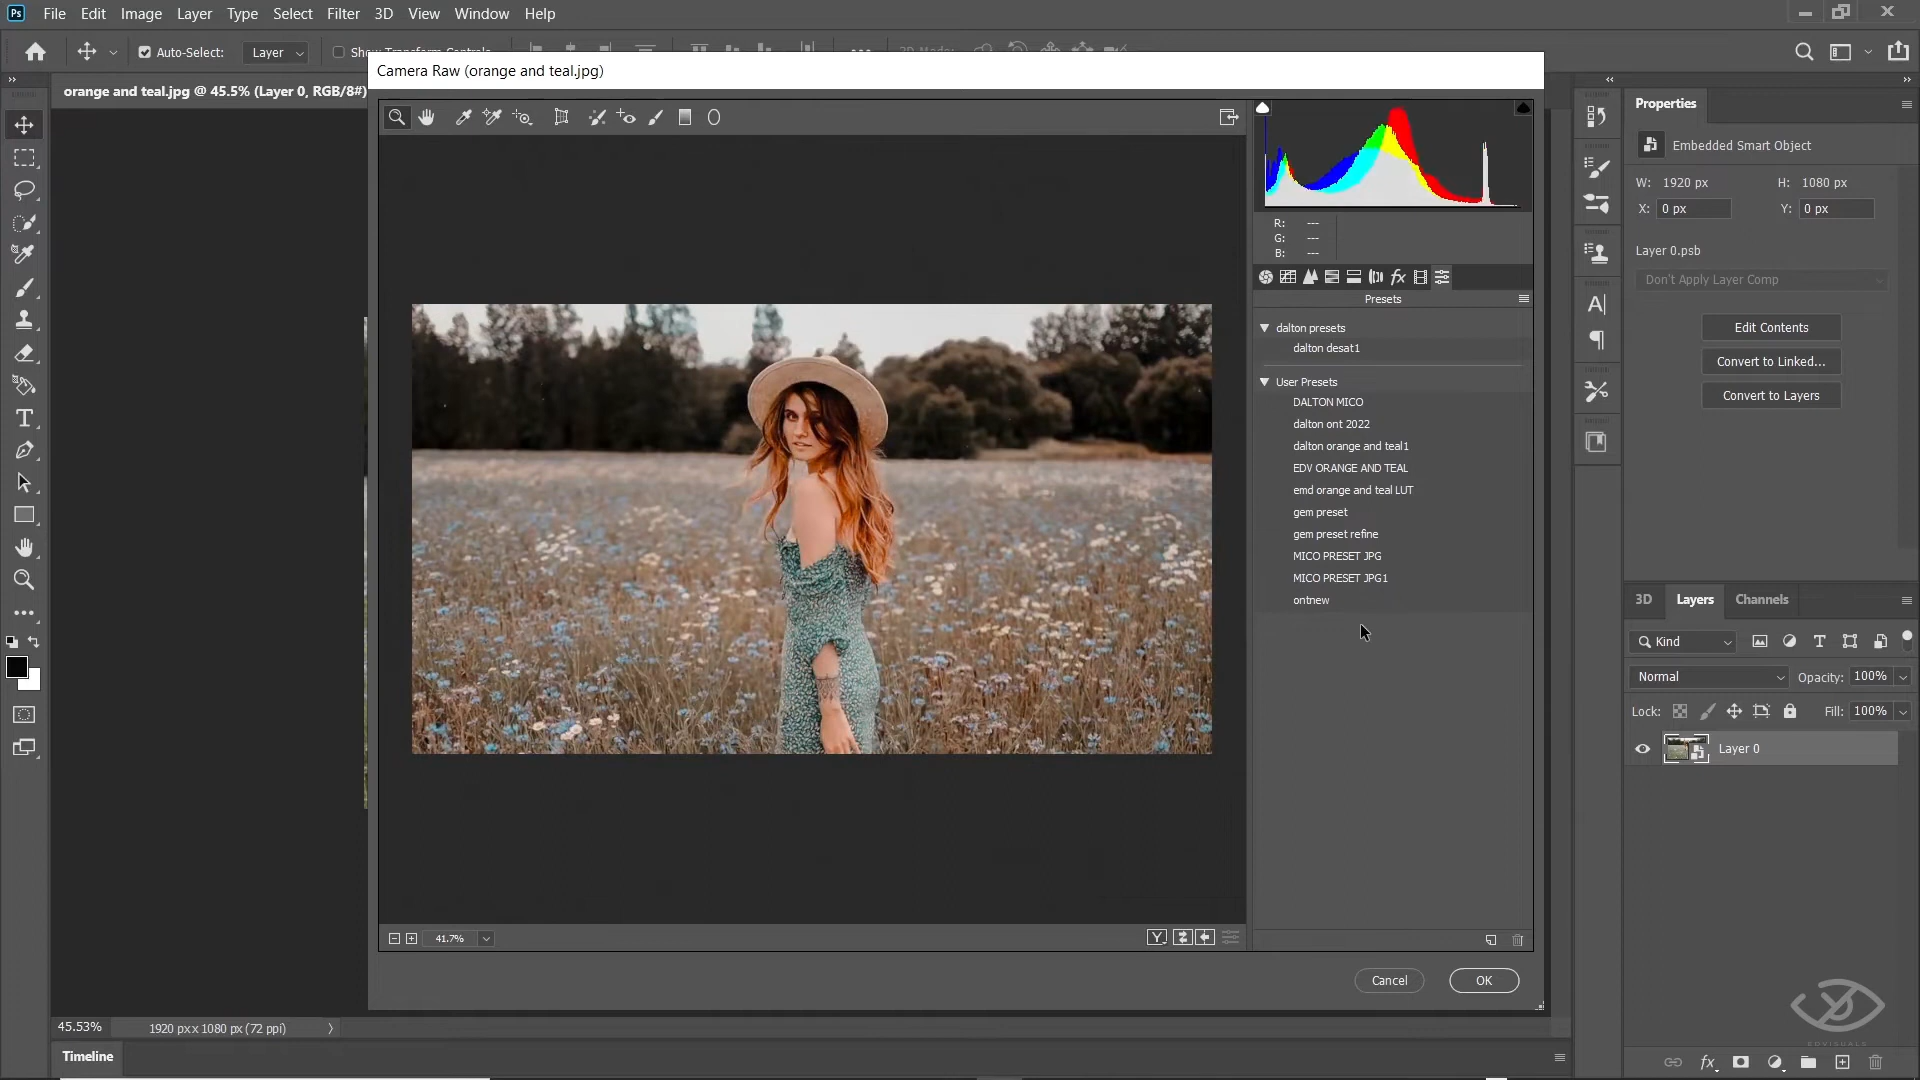 Ps File Edit Image Layer Type Select Filter 3D View Window Help
Auto-Select: Layer
orange and teal.jpg @ 45.5% (Layer 0, RGB/8#)
Camera Raw (orange and teal.jpg)
R: ---
G: ---
B: ---
fx
Presets
dalton presets
dalton desat1
User Presets
DALTON MICO
dalton ont 2022
dalton orange and teal1
EDV ORANGE AND TEAL
emd orange and teal LUT
gem preset
gem preset refine
MICO PRESET JPG
MICO PRESET JPG1
ontnew
41.7%
Y
Cancel OK
Properties
Embedded Smart Object
W: 1920 px H: 1080 px
X: 0 px Y: 0 px
Layer 0.psb
Don't Apply Layer Comp
Edit Contents
Convert to Linked...
Convert to Layers
3D Layers Channels
Kind
Normal Opacity: 100%
Lock: Fill: 100%
Layer 0
EDVISUALS
fx
45.53% 1920 px x 1080 px (72 ppi)
Timeline